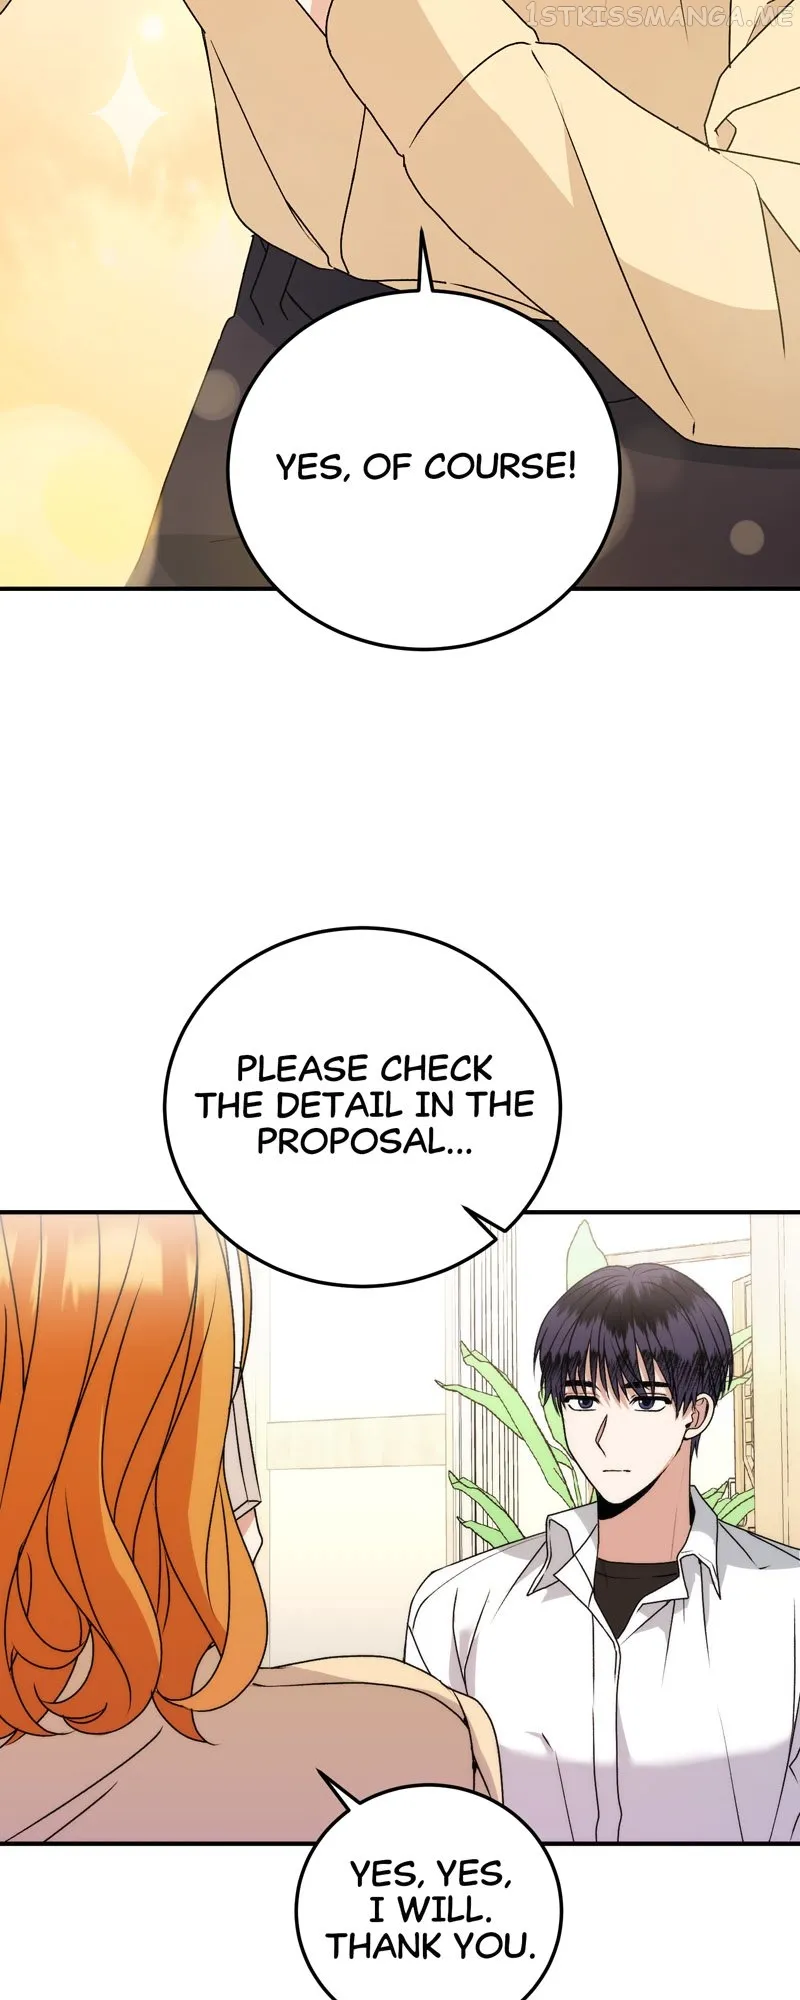 1STKISSMANGA.ME
YES, OF COURSE!
PLEASE CHECK
THE DETAIL IN THE
PROPOSAL...
YES, YES,
I WILL.
THANK YOU.